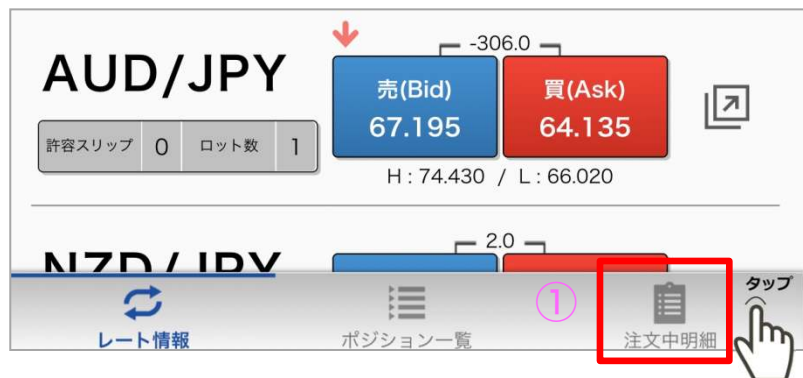 -306.0
AUD/JPY
売(Bid)
67.195
買(Ask)
64.135
許容スリップ 0 ロット数 1
H : 74.430 / L : 66.020
2.0
NZD/JPY
① タップ
レート情報 ポジション一覧 注文中明細